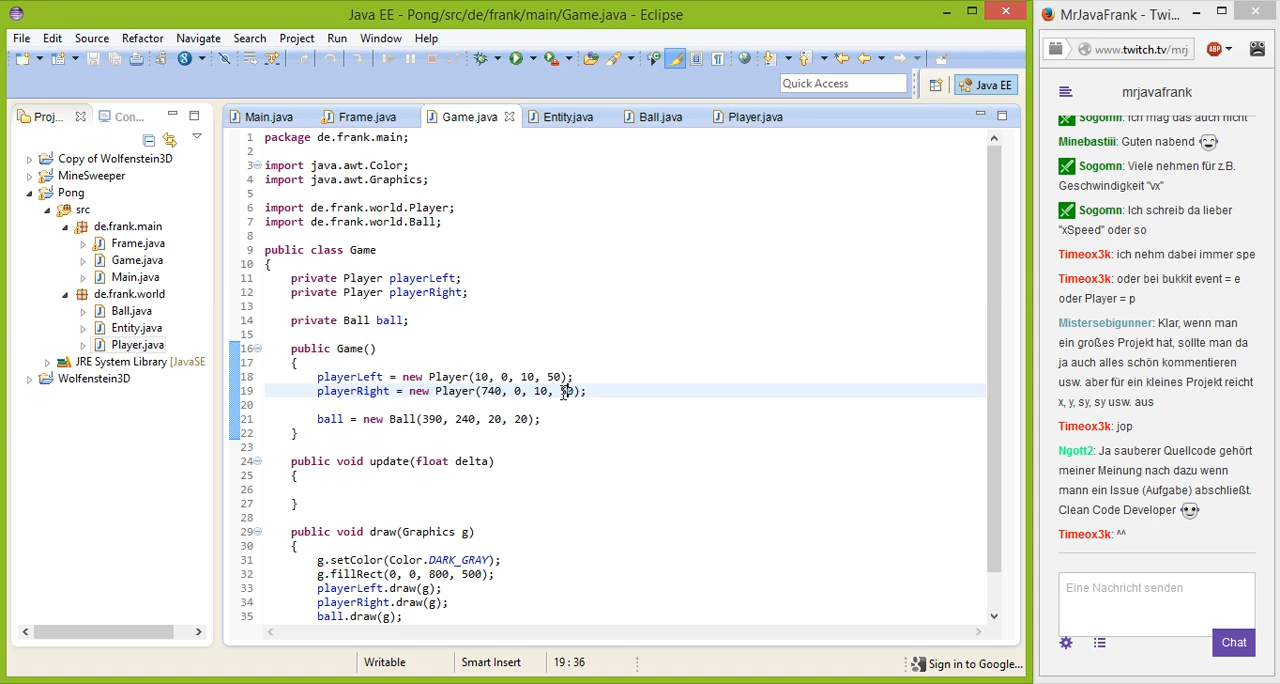 Java EE - Pong/src/de/frank/main/Game.java - Eclipse
File Edit Source Refactor Navigate Search Project Run Window Help
Quick Access
Java EE
Proj...
Con...
Copy of Wolfenstein3D
MineSweeper
Pong
src
de.frank.main
Frame.java
Game.java
Main.java
de.frank.world
Ball.java
Entity.java
Player.java
JRE System Library [JavaSE
Wolfenstein3D
Main.java Frame.java Game.java Entity.java Ball.java Player.java
1 package de.frank.main;
2
3 import java.awt.Color;
4 import java.awt.Graphics;
5
6 import de.frank.world.Player;
7 import de.frank.world.Ball;
8
9 public class Game
10 {
11 private Player playerLeft;
12 private Player playerRight;
13
14 private Ball ball;
15
16 public Game()
17 {
18 playerLeft = new Player(10, 0, 10, 50);
19 playerRight = new Player(740, 0, 10, 50);
20
21 ball = new Ball(390, 240, 20, 20);
22 }
23
24 public void update(float delta)
25 {
26
27 }
28
29 public void draw(Graphics g)
30 {
31 g.setColor(Color.DARK_GRAY);
32 g.fillRect(0, 0, 800, 500);
33 playerLeft.draw(g);
34 playerRight.draw(g);
35 ball.draw(g);
Writable Smart Insert 19 : 36 Sign in to Google...
MrJavaFrank - Twi...
www.twitch.tv/mrj
ABP
mrjavafrank
Sogomn: Ich mag das auch nicht
Minebastiii: Guten nabend
Sogomn: Viele nehmen für z.B.
Geschwindigkeit "vx"
Sogomn: Ich schreib da lieber
"xSpeed" oder so
Timeox3k: ich nehm dabei immer spe
Timeox3k: oder bei bukkit event = e
oder Player = p
Mistersebigunner: Klar, wenn man
ein großes Projekt hat, sollte man da
ja auch alles schön kommentieren
usw. aber für ein kleines Projekt reicht
x, y, sy, sy usw. aus
Timeox3k: jop
Ngott2: Ja sauberer Quellcode gehört
meiner Meinung nach dazu wenn
mann ein Issue (Aufgabe) abschließt.
Clean Code Developer
Timeox3k: ^^
Eine Nachricht senden
Chat